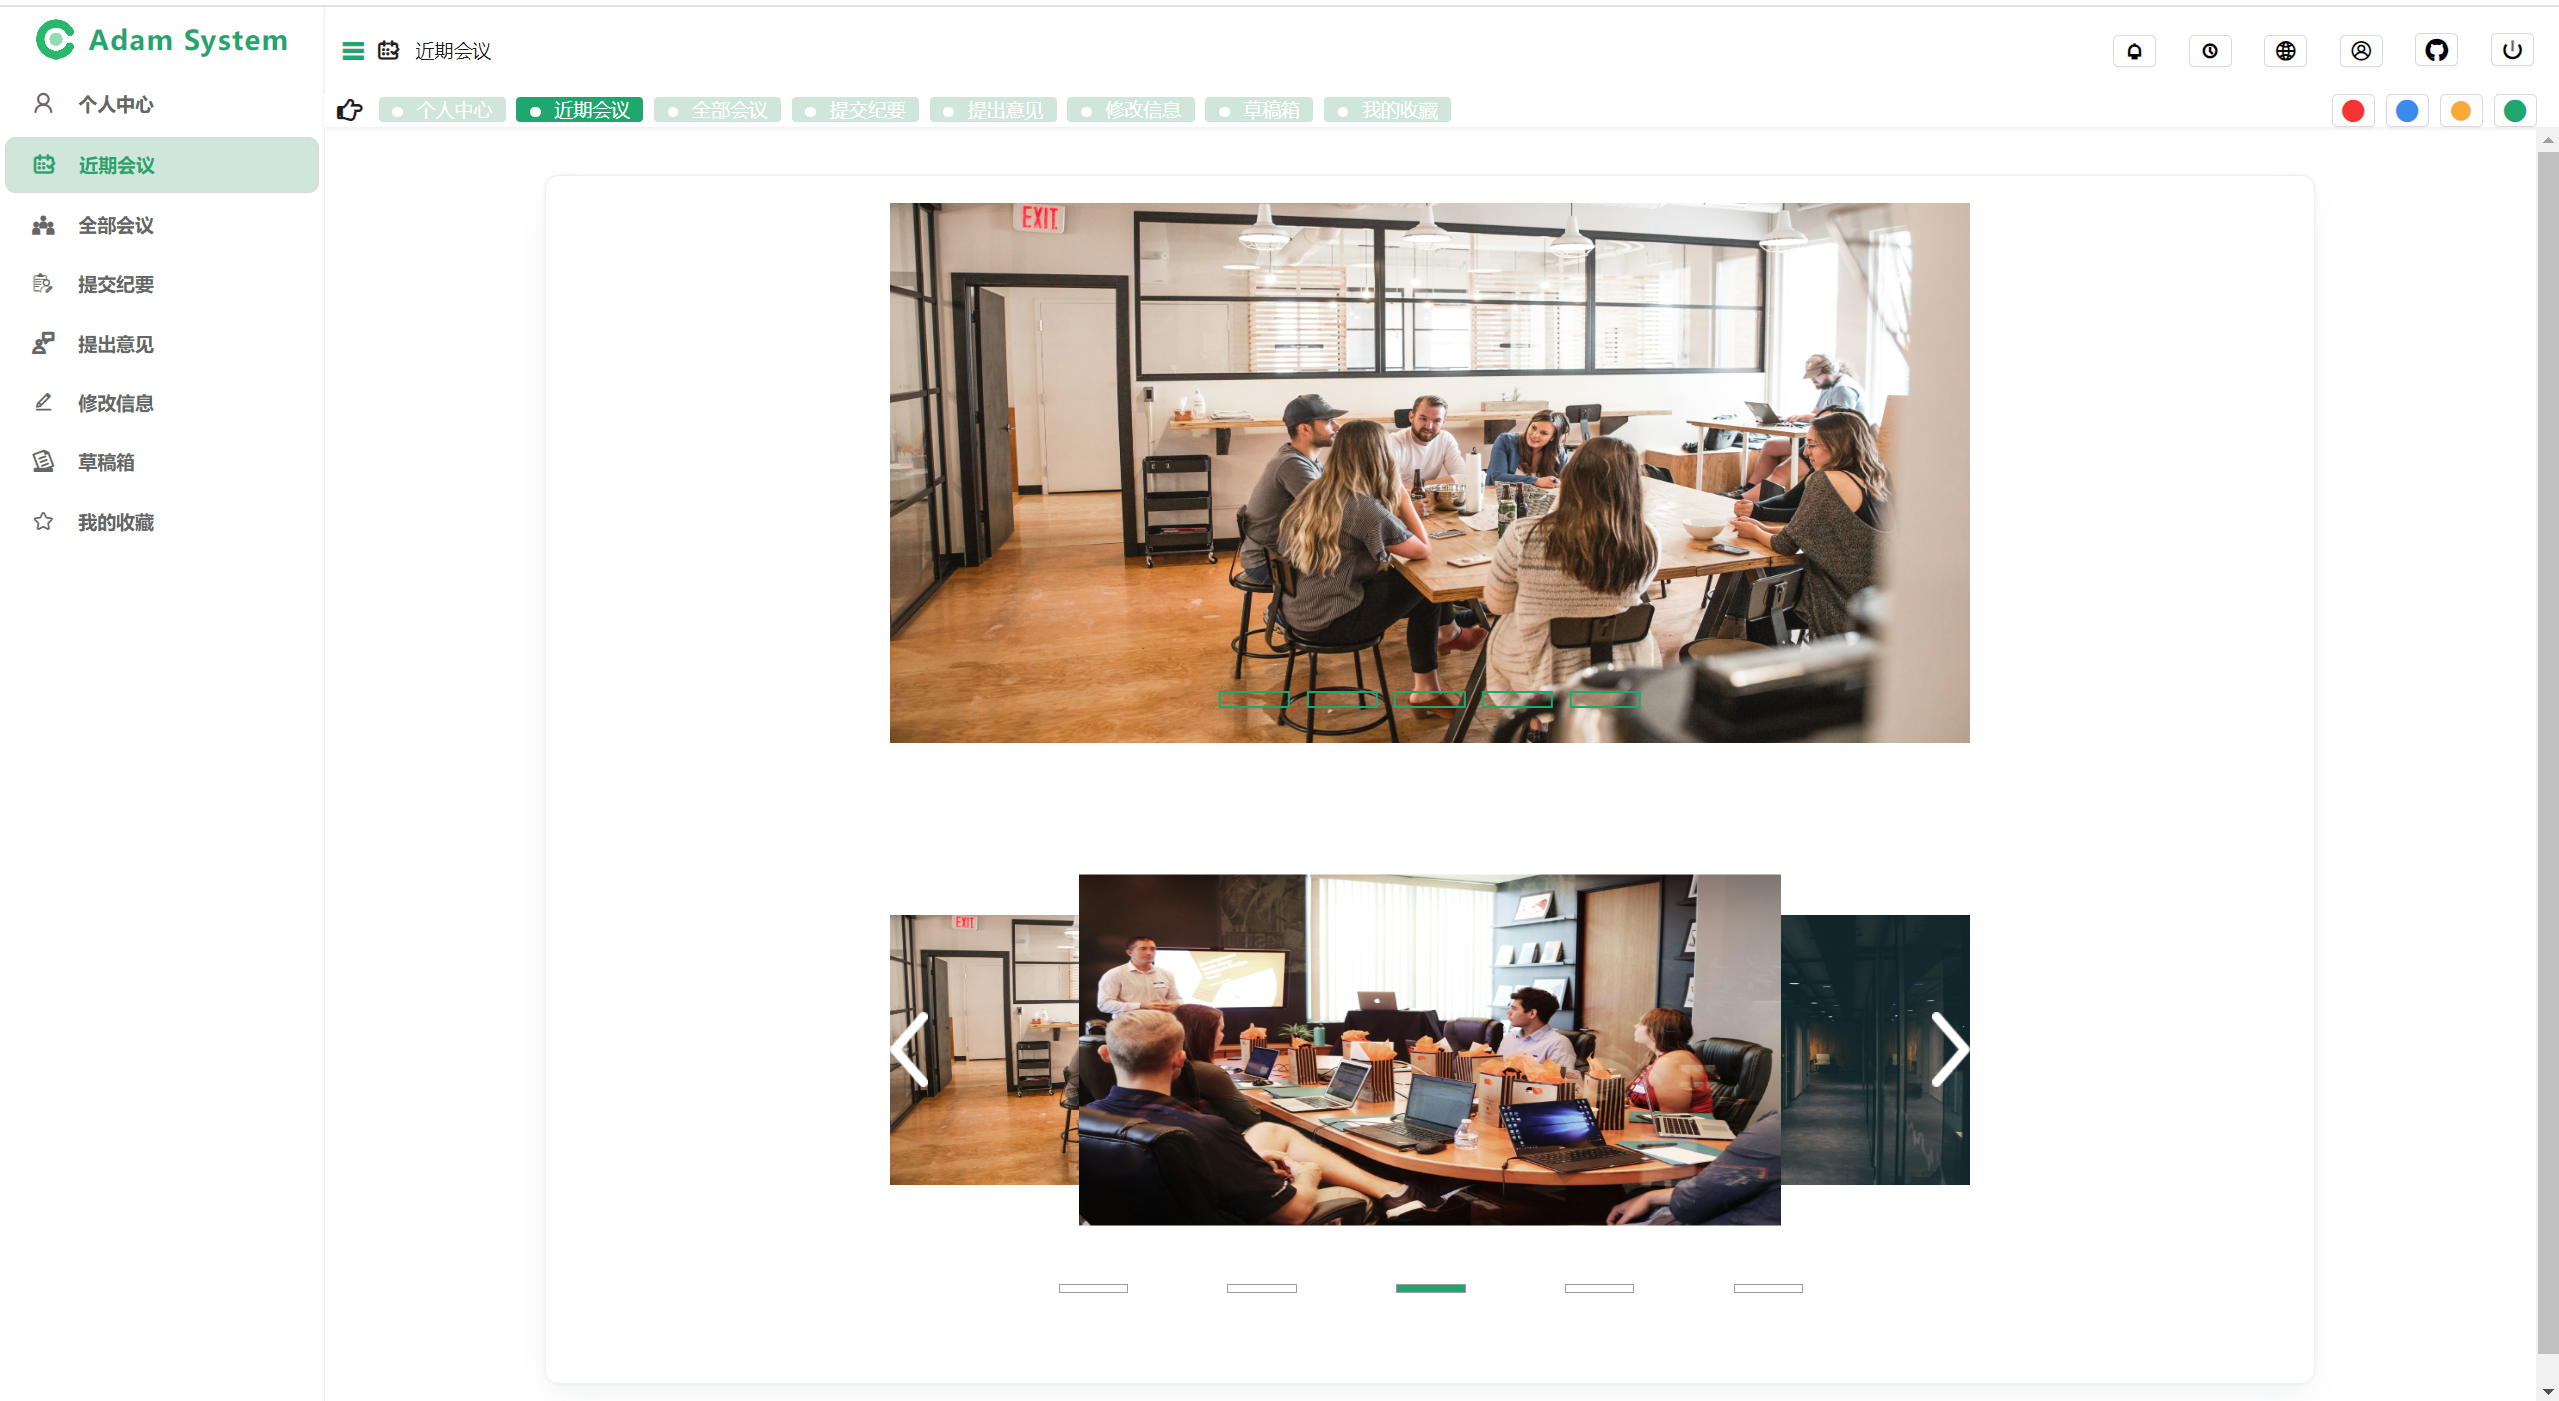 Adam System
近期会议
个人中心
近期会议
全部会议
提交纪要
提出意见
修改信息
草稿箱
我的收藏
个人中心
近期会议
全部会议
提交纪要
提出意见
修改信息
草稿箱
我的收藏
EXIT
EXIT